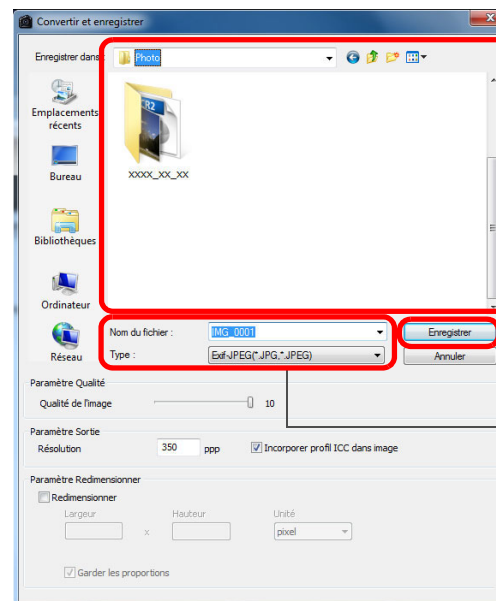 Convertir et enregistrer
Enregistrer dans :
Photo
Emplacements récents
CR2
xxxx_xx_xx
Bureau
Bibliothèques
Ordinateur
Réseau
Nom du fichier :
IMG_0001
Enregistrer
Type :
Exif-JPEG(*.JPG,*.JPEG)
Annuler
Paramètre Qualité
Qualité de l'image
10
Paramètre Sortie
Résolution
350
ppp
Incorporer profil ICC dans image
Paramètre Redimensionner
Redimensionner
Largeur
Hauteur
Unité
x
pixel
Garder les proportions